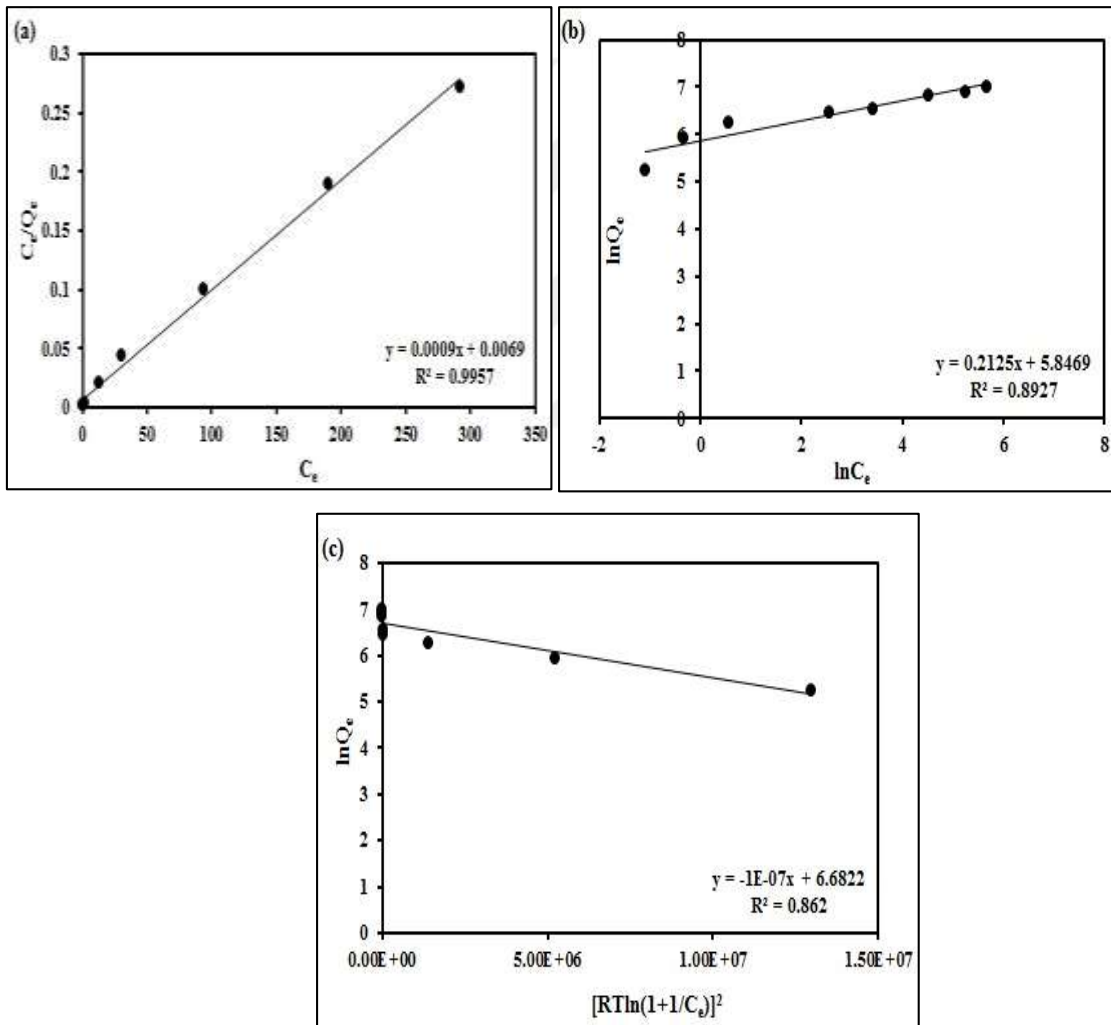 (a)
0.3
0.25
0.2
0.15
0.1
0.05
0
Cₑ/Qₑ
y = 0.0009x + 0.0069
R² = 0.9957
0 50 100 150 200 250 300 350
Cₑ
(b)
8
7
6
5
4
3
2
1
0
lnQₑ
y = 0.2125x + 5.8469
R² = 0.8927
-2 0 2 4 6 8
lnCₑ
(c)
8
7
6
5
4
3
2
1
0
lnQₑ
y = -1E-07x + 6.6822
R² = 0.862
0.00E+00 5.00E+06 1.00E+07 1.50E+07
[RTln(1+1/Cₑ)]²